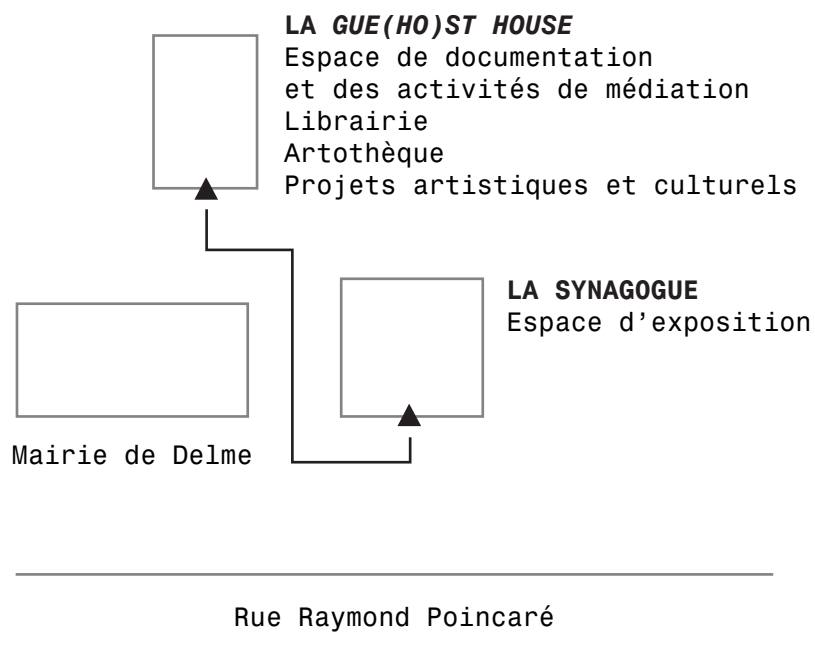 LA GUE(HO)ST HOUSE
Espace de documentation
et des activités de médiation
Librairie
Artothèque
Projets artistiques et culturels
LA SYNAGOGUE
Espace d’exposition
Mairie de Delme
Rue Raymond Poincaré